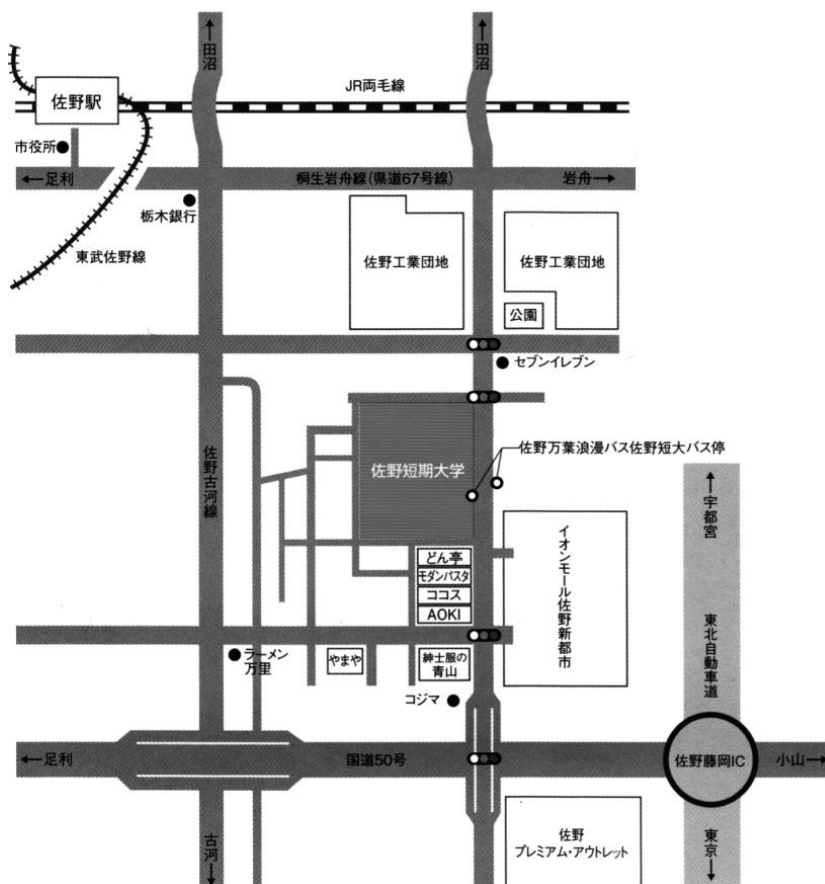 ↑田沼
↑田沼
JR両毛線
佐野駅
市役所
←足利
桐生岩舟線(県道67号線)
岩舟→
栃木銀行
東武佐野線
佐野工業団地
佐野工業団地
公園
セブンイレブン
佐野古河線
佐野短期大学
佐野万葉浪漫バス佐野短大バス停
↑宇都宮
どん亭
モダンパスタ
ココス
AOKI
イオンモール佐野新都市
東北自動車道
ラーメン
万里
やまや
紳士服の
青山
コジマ
←足利
国道50号
佐野藤岡IC
小山→
古河↓
佐野
プレミアム・アウトレット
東京↓